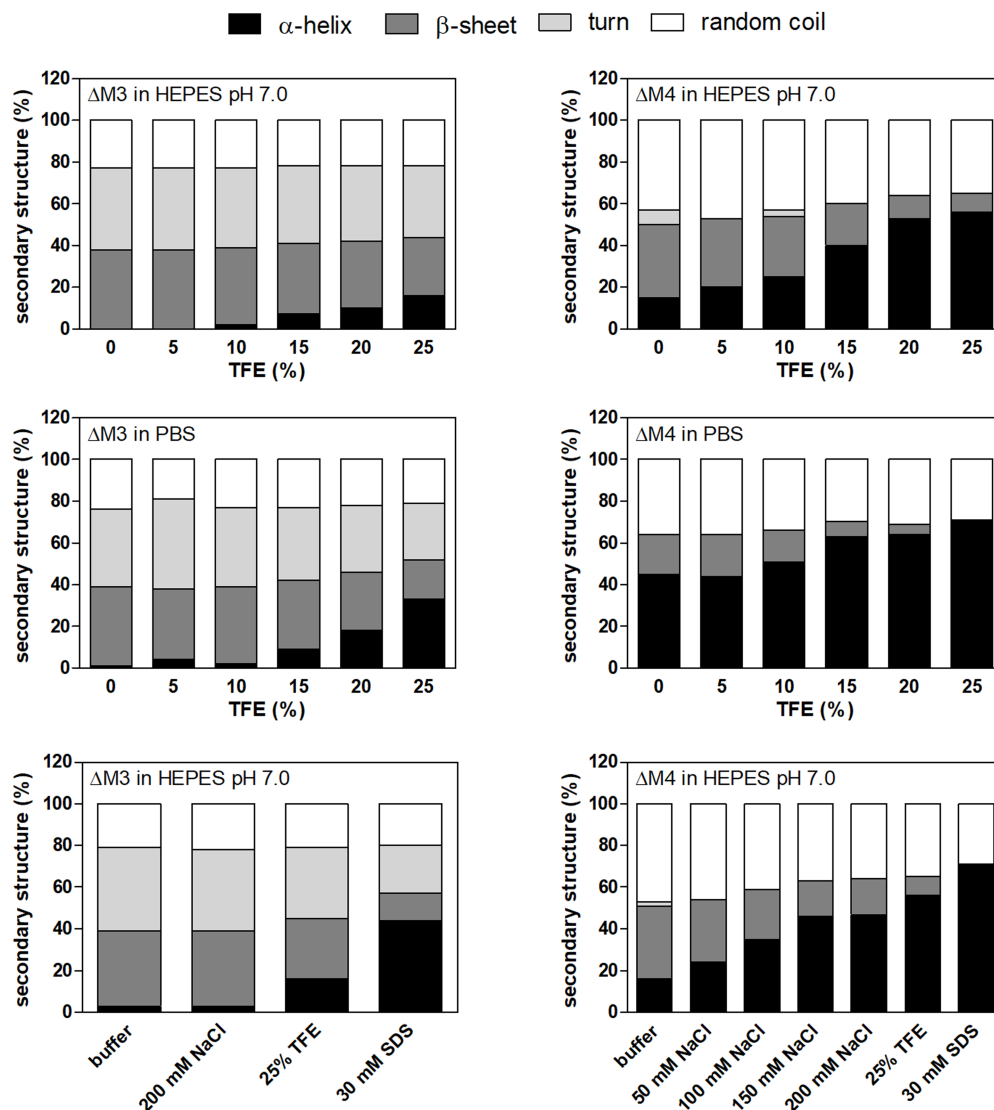 α-helix β-sheet turn random coil
ΔM3 in HEPES pH 7.0
secondary structure (%)
120
100
80
60
40
20
0
0 5 10 15 20 25
TFE (%)
ΔM4 in HEPES pH 7.0
secondary structure (%)
120
100
80
60
40
20
0
0 5 10 15 20 25
TFE (%)
ΔM3 in PBS
secondary structure (%)
120
100
80
60
40
20
0
0 5 10 15 20 25
TFE (%)
ΔM4 in PBS
secondary structure (%)
120
100
80
60
40
20
0
0 5 10 15 20 25
TFE (%)
ΔM3 in HEPES pH 7.0
secondary structure (%)
120
100
80
60
40
20
0
buffer
200 mM NaCl
25% TFE
30 mM SDS
ΔM4 in HEPES pH 7.0
secondary structure (%)
120
100
80
60
40
20
0
buffer
50 mM NaCl
100 mM NaCl
150 mM NaCl
200 mM NaCl
25% TFE
30 mM SDS